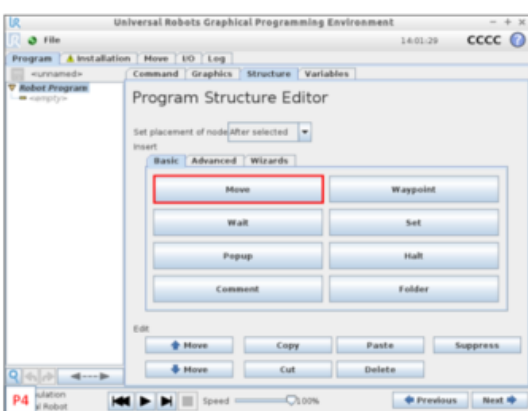 Universal Robots Graphical Programming Environment
File 14:01:29 CCCC ?
Program Installation Move I/O Log
<unnamed> Command Graphics Structure Variables
Robot Program
<empty>
Program Structure Editor
Set placement of node After selected
Insert
Basic Advanced Wizards
Move Waypoint
Wait Set
Popup Halt
Comment Folder
Edit
Move Copy Paste Suppress
Move Cut Delete
P4 Speed 100% Previous Next
al Robot